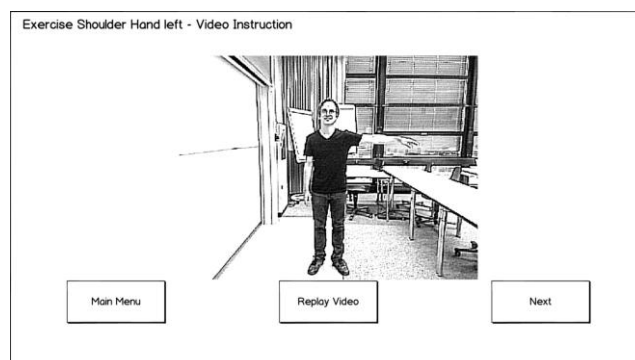 Exercise Shoulder Hand left - Video Instruction
Main Menu
Replay Video
Next